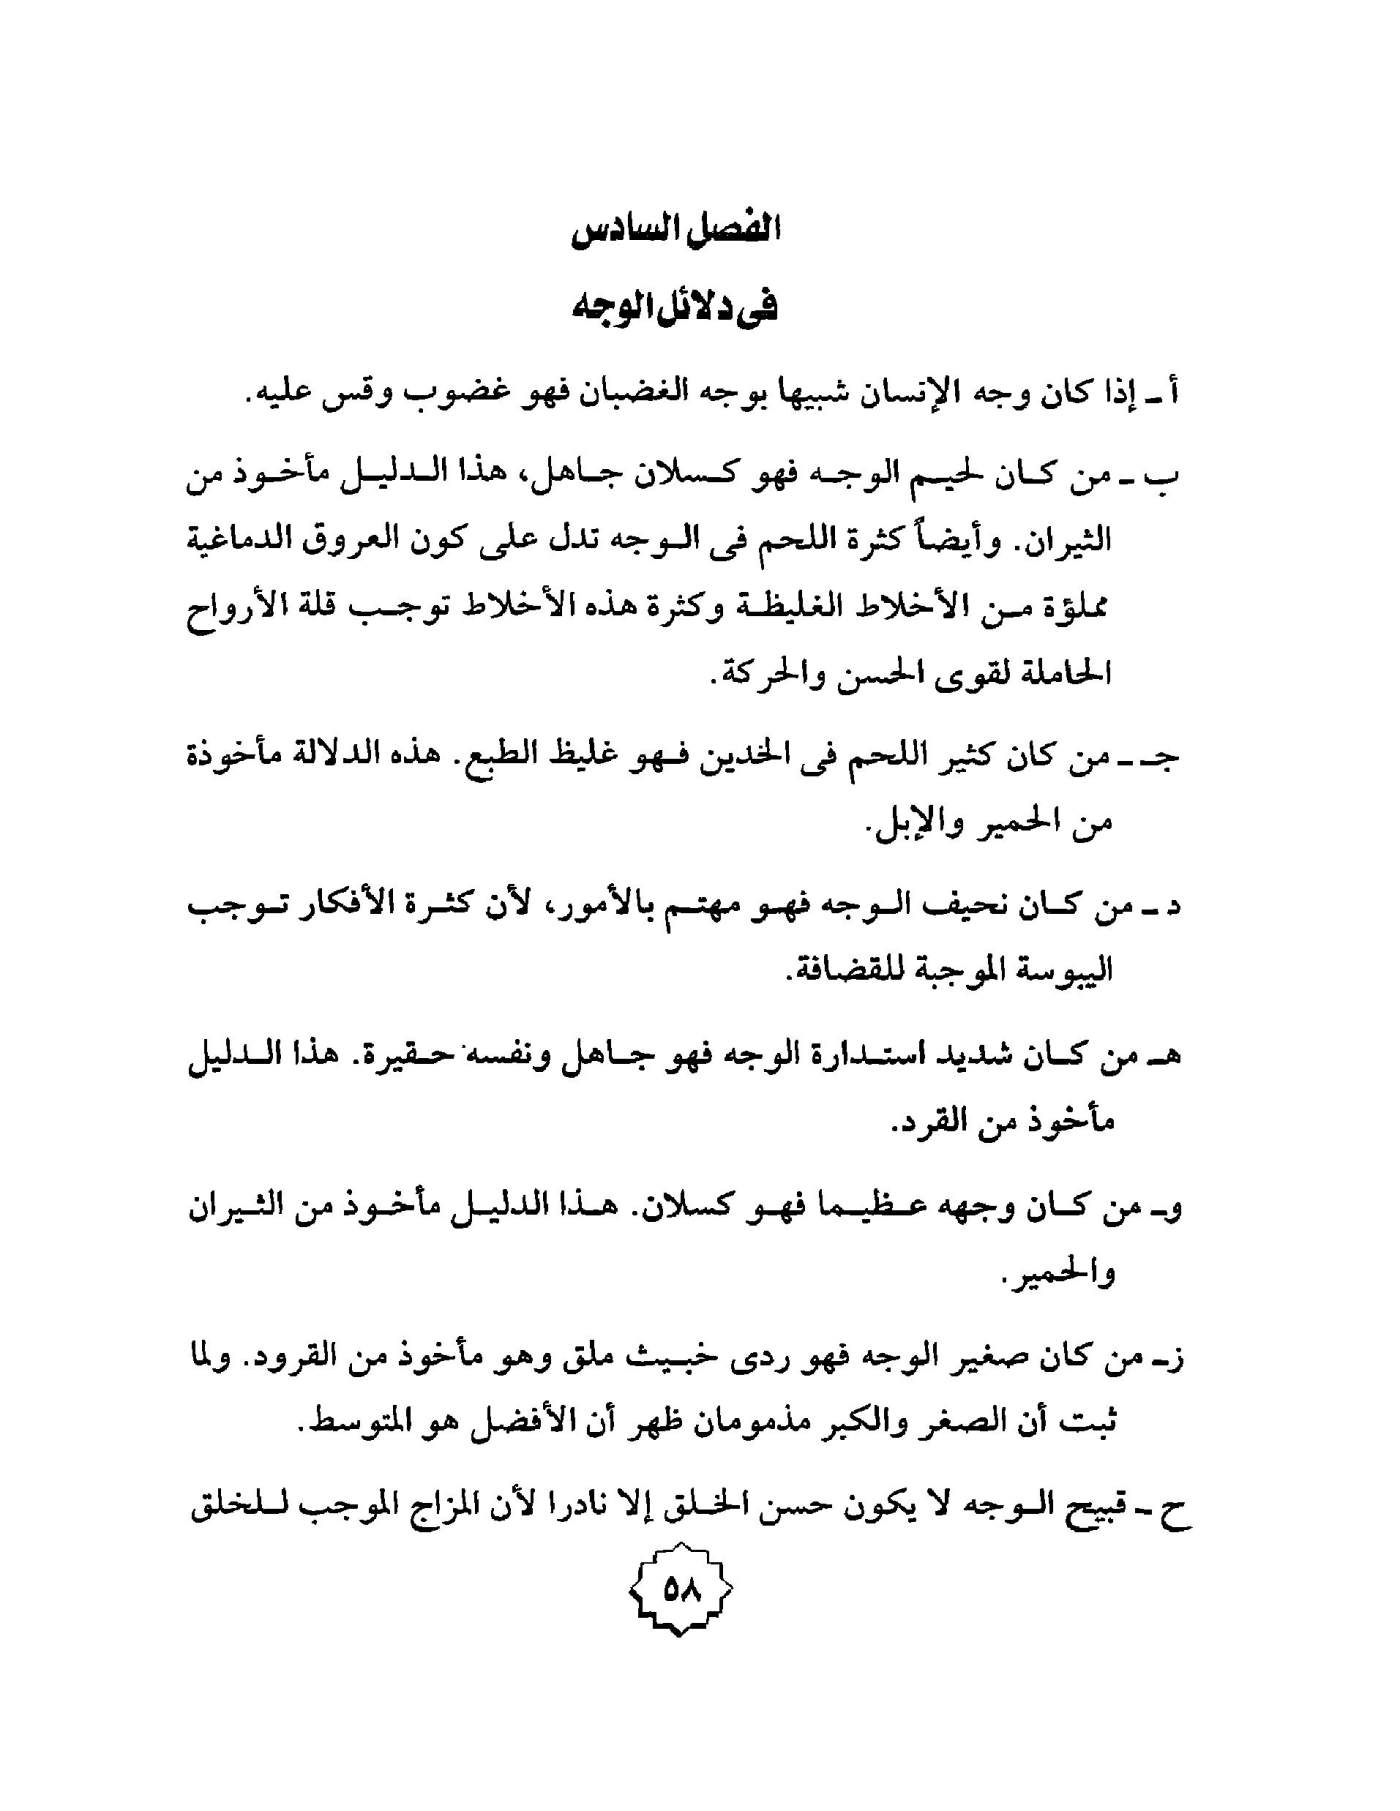 الفصل السادس
فى دلائل الوجه
أ ـ إذا كان وجه الإنسان شبيها بوجه الغضبان فهو غضوب وقس عليه.
ب ـ من كان لحيم الوجه فهو كسلان جاهل، هذا الدليل مأخوذ من
الثيران. وأيضاً كثرة اللحم فى الوجه تدل على كون العروق الدماغية
مملؤة من الأخلاط الغليظة وكثرة هذه الأخلاط توجب قلة الأرواح
الحاملة لقوى الحسن والحركة.
جـ ـ من كان كثير اللحم فى الخدين فهو غليظ الطبع. هذه الدلالة مأخوذة
من الحمير والإبل.
د ـ من كان نحيف الوجه فهو مهتم بالأمور، لأن كثرة الأفكار توجب
اليبوسة الموجبة للقضافة.
هـ ـ من كان شديد استدارة الوجه فهو جاهل ونفسه حقيرة. هذا الدليل
مأخوذ من القرد.
و ـ من كان وجهه عظيما فهو كسلان. هذا الدليل مأخوذ من الثيران
والحمير.
ز ـ من كان صغير الوجه فهو ردى خبيث ملق وهو مأخوذ من القرود. ولما
ثبت أن الصغر والكبر مذمومان ظهر أن الأفضل هو المتوسط.
ح ـ قبيح الوجه لا يكون حسن الخلق إلا نادرا لأن المزاج الموجب للخلق
٥٨